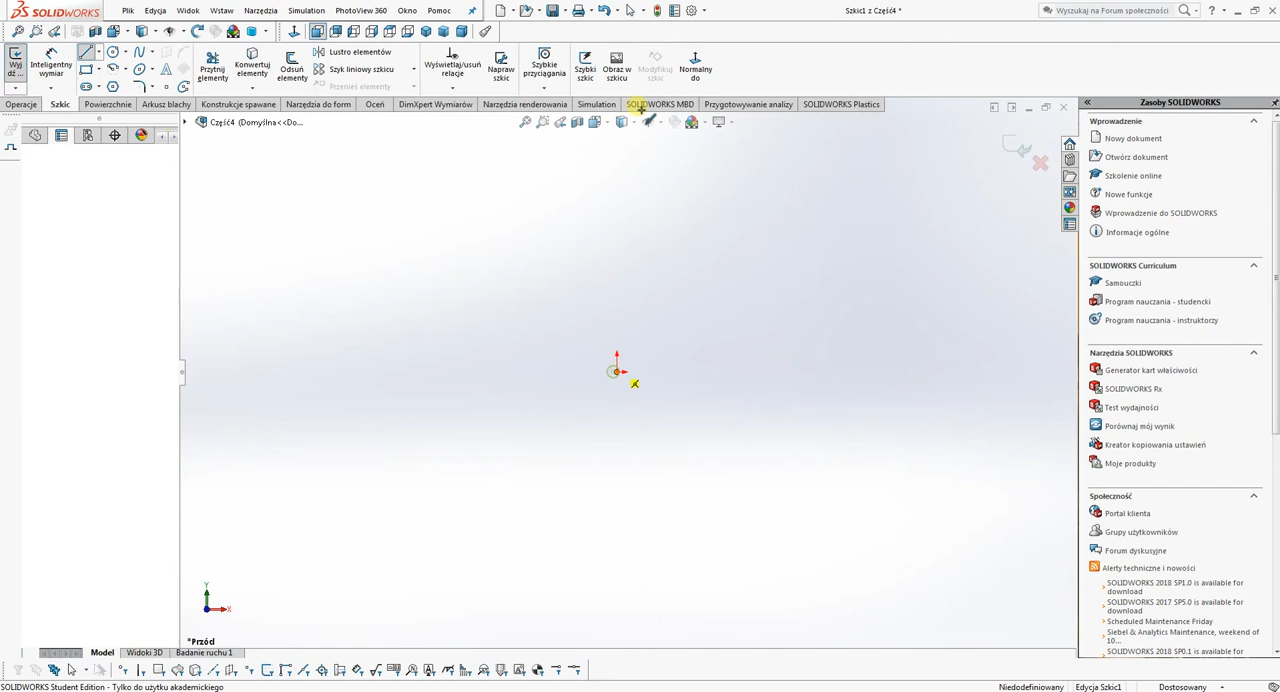 SOLIDWORKS Plik Edycja Widok Wstaw Narzędzia Simulation PhotoView 360 Okno Pomoc Szkic1 z Część4 * Wyszukaj na Forum społeczności ?
Wyj dź ...
Inteligentny wymiar
Przytnij elementy
Konwertuj elementy
Odsuń elementy
Lustro elementów
Szyk liniowy szkicu
Przenieś elementy
Wyświetlaj/usuń relacje
Napraw szkic
Szybkie przyciągania
Szybki szkic
Obraz w szkicu
Modyfikuj szkic
Normalny do
Operacje Szkic Powierzchnie Arkusz blachy Konstrukcje spawane Narzędzia do form Oceń DimXpert Wymiarów Narzędzia renderowania Simulation SOLIDWORKS MBD Przygotowywanie analizy SOLIDWORKS Plastics
Część4 (Domyślna<<Do...
Zasoby SOLIDWORKS
Wprowadzenie
Nowy dokument
Otwórz dokument
Szkolenie online
Nowe funkcje
Wprowadzenie do SOLIDWORKS
Informacje ogólne
SOLIDWORKS Curriculum
Samouczki
Program nauczania - studencki
Program nauczania - instruktorzy
Narzędzia SOLIDWORKS
Generator kart właściwości
SOLIDWORKS Rx
Test wydajności
Porównaj mój wynik
Kreator kopiowania ustawień
Moje produkty
Społeczność
Portal klienta
Grupy użytkowników
Forum dyskusyjne
Alerty techniczne i nowości
SOLIDWORKS 2018 SP1.0 is available for
download
SOLIDWORKS 2017 SP5.0 is available for
download
Scheduled Maintenance Friday
Siebel & Analytics Maintenance, weekend of
10...
SOLIDWORKS 2018 SP0.1 is available for
Y
X
*Przód
Model Widoki 3D Badanie ruchu 1
SOLIDWORKS Student Edition - Tylko do użytku akademickiego Niedodefiniowany Edycja Szkic1 Dostosowany